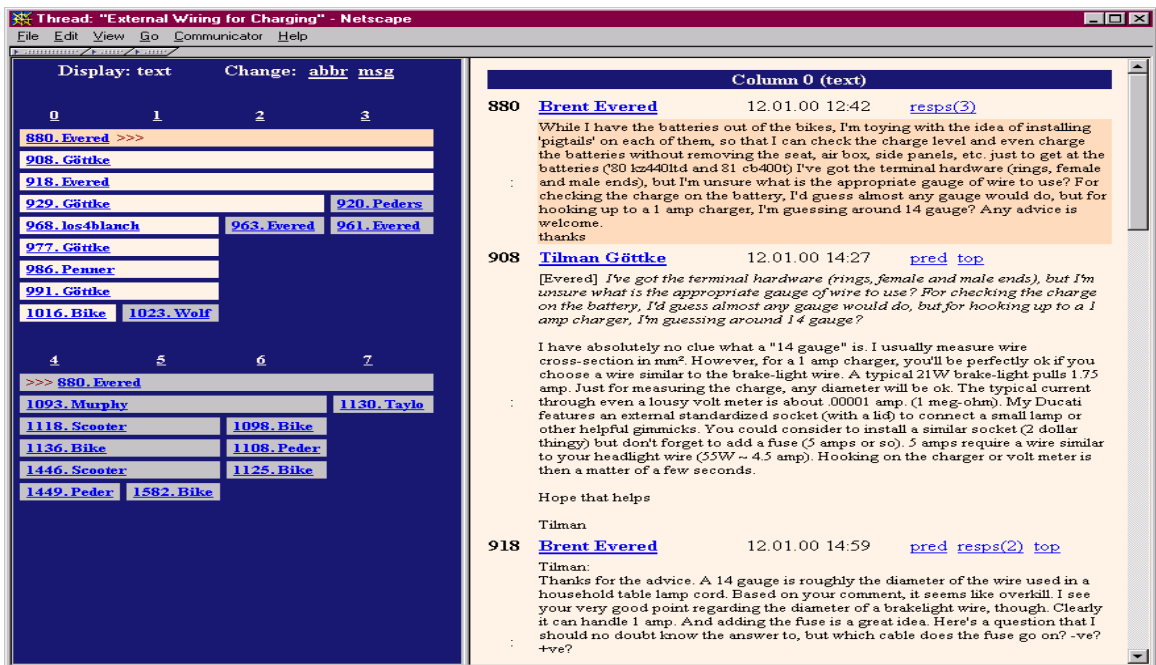 Thread: "External Wiring for Charging" - Netscape
File Edit View Go Communicator Help
Display: text Change: abbr msg
0 1 2 3
880. Evered >>>
908. Göttke
918. Evered
929. Göttke 920. Peders
968. los4blanch 963. Evered 961. Evered
977. Göttke
986. Penner
991. Göttke
1016. Bike 1023. Wolf
4 5 6 7
>>> 880. Evered
1093. Murphy 1130. Taylo
1118. Scooter 1098. Bike
1136. Bike 1108. Peder
1446. Scooter 1125. Bike
1449. Peder 1582. Bike
Column 0 (text)
880 Brent Evered 12.01.00 12:42 resps(3)
While I have the batteries out of the bikes, I'm toying with the idea of installing
'pigtails' on each of them, so that I can check the charge level and even charge
the batteries without removing the seat, air box, side panels, etc. just to get at the
batteries ('80 kz440ltd and 81 cb400t) I've got the terminal hardware (rings, female
: and male ends), but I'm unsure what is the appropriate gauge of wire to use? For
checking the charge on the battery, I'd guess almost any gauge would do, but for
hooking up to a 1 amp charger, I'm guessing around 14 gauge? Any advice is
welcome.
thanks
908 Tilman Göttke 12.01.00 14:27 pred top
[Evered] I've got the terminal hardware (rings, female and male ends), but I'm
unsure what is the appropriate gauge of wire to use? For checking the charge
on the battery, I'd guess almost any gauge would do, but for hooking up to a 1
amp charger, I'm guessing around 14 gauge?
I have absolutely no clue what a "14 gauge" is. I usually measure wire
cross-section in mm². However, for a 1 amp charger, you'll be perfectly ok if you
choose a wire similar to the brake-light wire. A typical 21W brake-light pulls 1.75
amp. Just for measuring the charge, any diameter will be ok. The typical current
: through even a lousy volt meter is about .00001 amp. (1 meg-ohm). My Ducati
features an external standardized socket (with a lid) to connect a small lamp or
other helpful gimmicks. You could consider to install a similar socket (2 dollar
thingy) but don't forget to add a fuse (5 amps or so). 5 amps require a wire similar
to your headlight wire (55W ~ 4.5 amp). Hooking on the charger or volt meter is
then a matter of a few seconds.
Hope that helps
Tilman
918 Brent Evered 12.01.00 14:59 pred resps(2) top
Tilman:
Thanks for the advice. A 14 gauge is roughly the diameter of the wire used in a
household table lamp cord. Based on your comment, it seems like overkill. I see
your very good point regarding the diameter of a brakelight wire, though. Clearly
it can handle 1 amp. And adding the fuse is a great idea. Here's a question that I
: should no doubt know the answer to, but which cable does the fuse go on? -ve?
+ve?